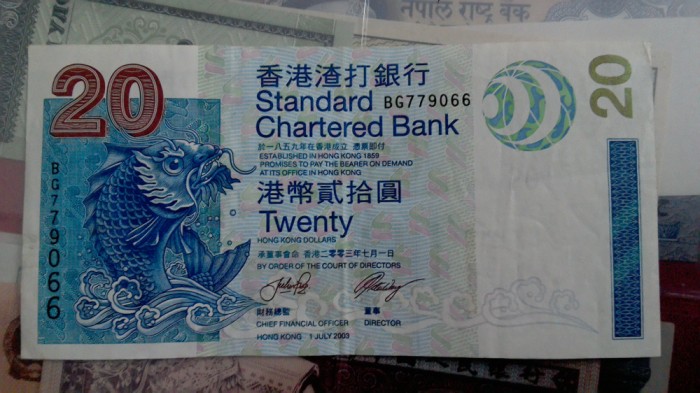 नेपाल राष्ट्र बैंक
20
香港渣打銀行
Standard
Chartered Bank
BG779066
20
於一八五九年在香港成立 憑票即付
ESTABLISHED IN HONG KONG 1859
PROMISES TO PAY THE BEARER ON DEMAND
AT ITS OFFICE IN HONG KONG
港幣貳拾圓
Twenty
HONG KONG DOLLARS
承董事會命 香港二零零三年七月一日
BY ORDER OF THE COURT OF DIRECTORS
財務總監 董事
CHIEF FINANCIAL OFFICER DIRECTOR
HONG KONG 1 JULY 2003
BG779066